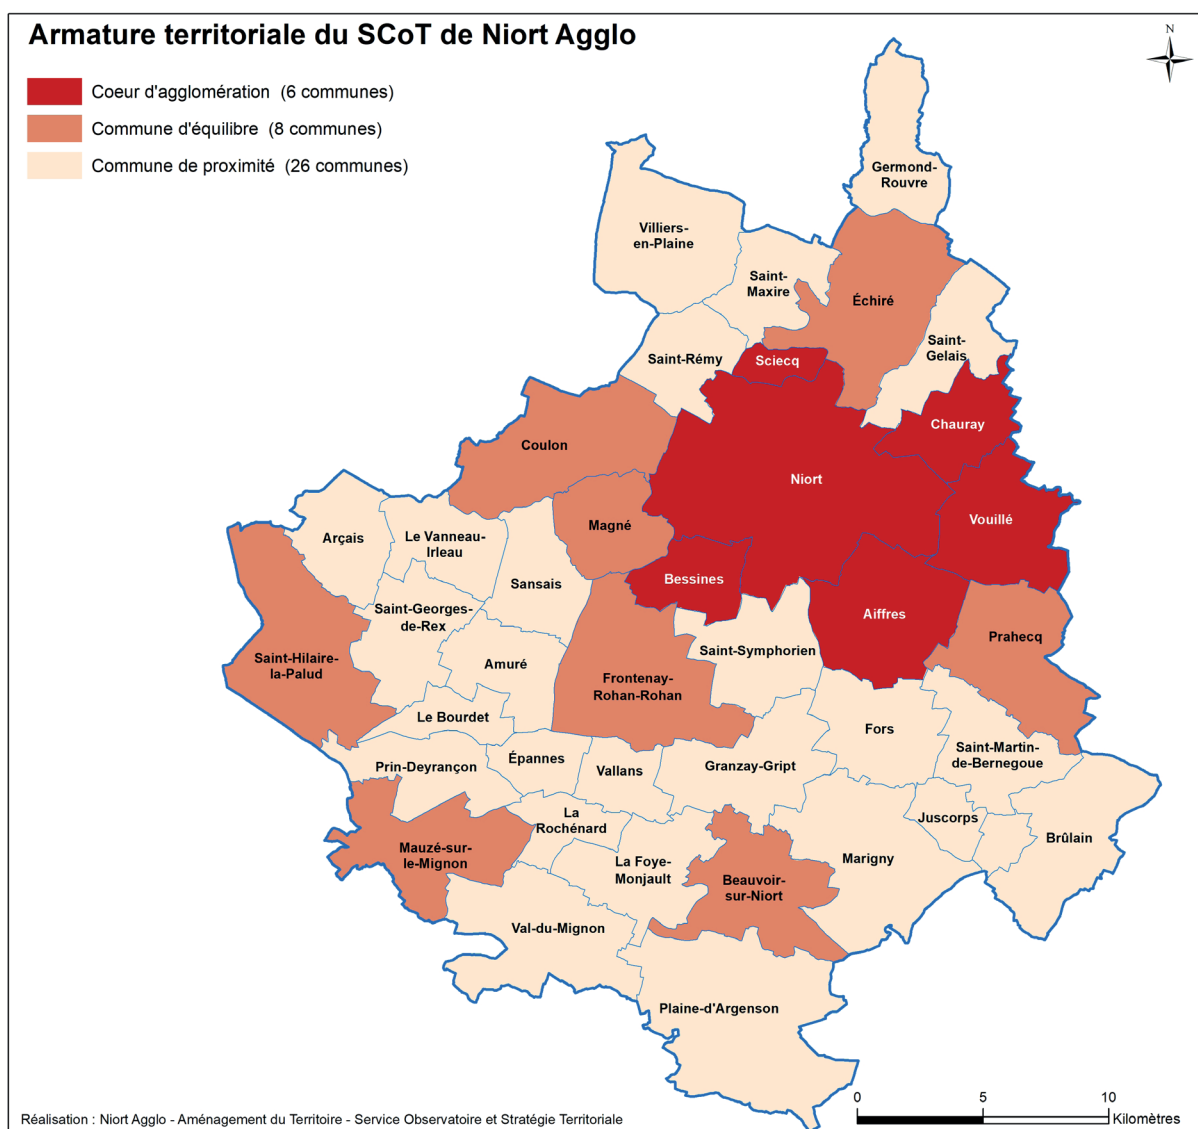 Armature territoriale du SCoT de Niort Agglo
N
Coeur d'agglomération (6 communes)
Commune d'équilibre (8 communes)
Commune de proximité (26 communes)
Germond-
Rouvre
Villiers-
en-Plaine
Saint-
Maxire
Échiré
Saint-
Gelais
Saint-Rémy
Sciecq
Chauray
Coulon
Niort
Vouillé
Magné
Arçais
Le Vanneau-
Irleau
Sansais
Bessines
Aiffres
Saint-Georges-
de-Rex
Prahecq
Saint-Hilaire-
la-Palud
Amuré
Saint-Symphorien
Frontenay-
Rohan-Rohan
Le Bourdet
Fors
Saint-Martin-
de-Bernegoue
Prin-Deyrançon
Épannes
Vallans
Granzay-Gript
La
Rochénard
Juscorps
Brûlain
Mauzé-sur-
le-Mignon
La Foye-
Monjault
Marigny
Beauvoir-
sur-Niort
Val-du-Mignon
Plaine-d'Argenson
0 5 10
Kilomètres
Réalisation : Niort Agglo - Aménagement du Territoire - Service Observatoire et Stratégie Territoriale